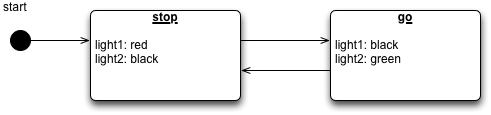 start
stop
light1: red
light2: black
go
light1: black
light2: green